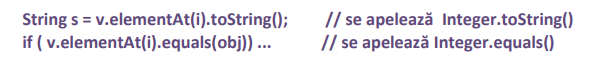 String s = v.elementAt(i).toString(); // se apelează Integer.toString()
if ( v.elementAt(i).equals(obj)) ... // se apelează Integer.equals()